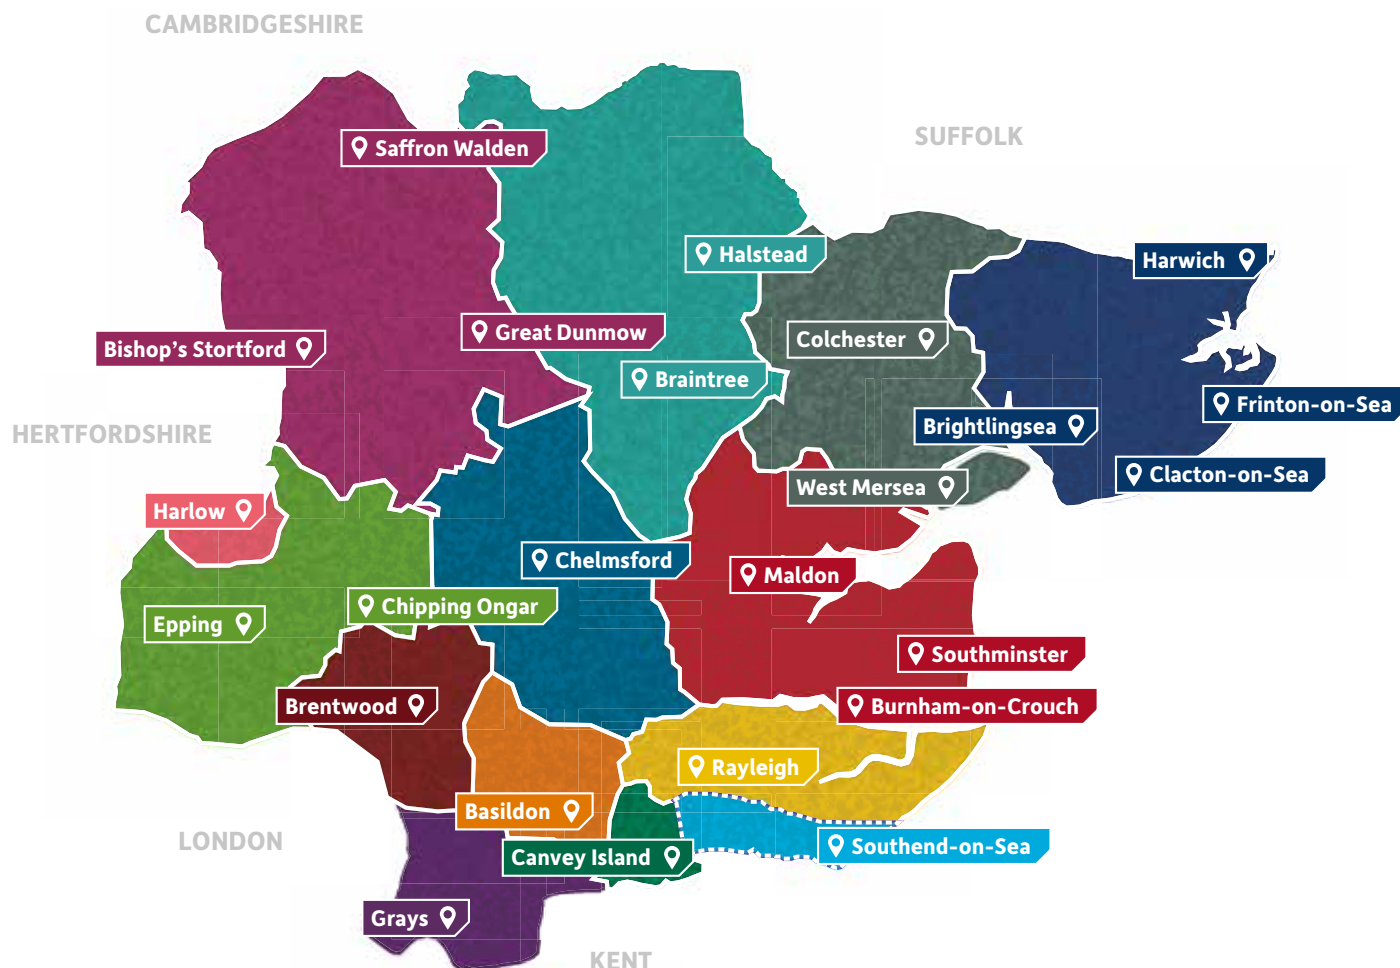 CAMBRIDGESHIRE
SUFFOLK
Saffron Walden
Halstead
Harwich
Great Dunmow
Colchester
Bishop's Stortford
Braintree
Frinton-on-Sea
Brightlingsea
HERTFORDSHIRE
Clacton-on-Sea
West Mersea
Harlow
Chelmsford
Maldon
Chipping Ongar
Epping
Southminster
Brentwood
Burnham-on-Crouch
Rayleigh
Basildon
LONDON
Southend-on-Sea
Canvey Island
Grays
KENT